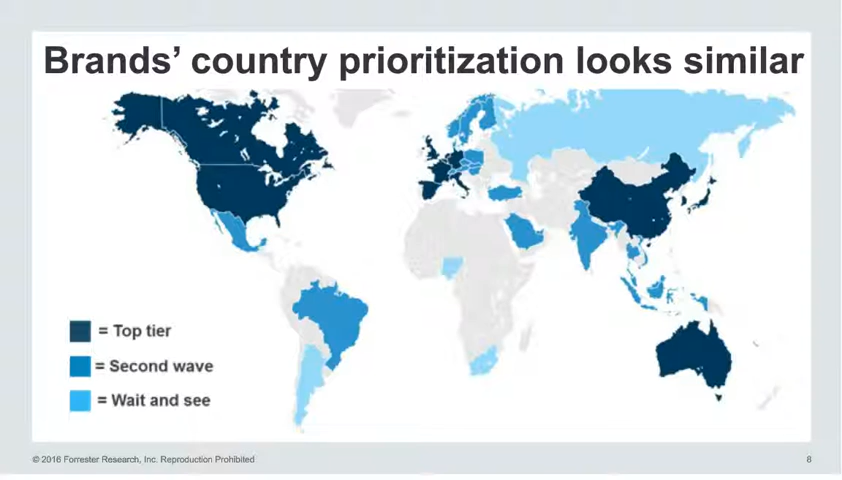 Brands’ country prioritization looks similar
= Top tier
= Second wave
= Wait and see
© 2016 Forrester Research, Inc. Reproduction Prohibited
8